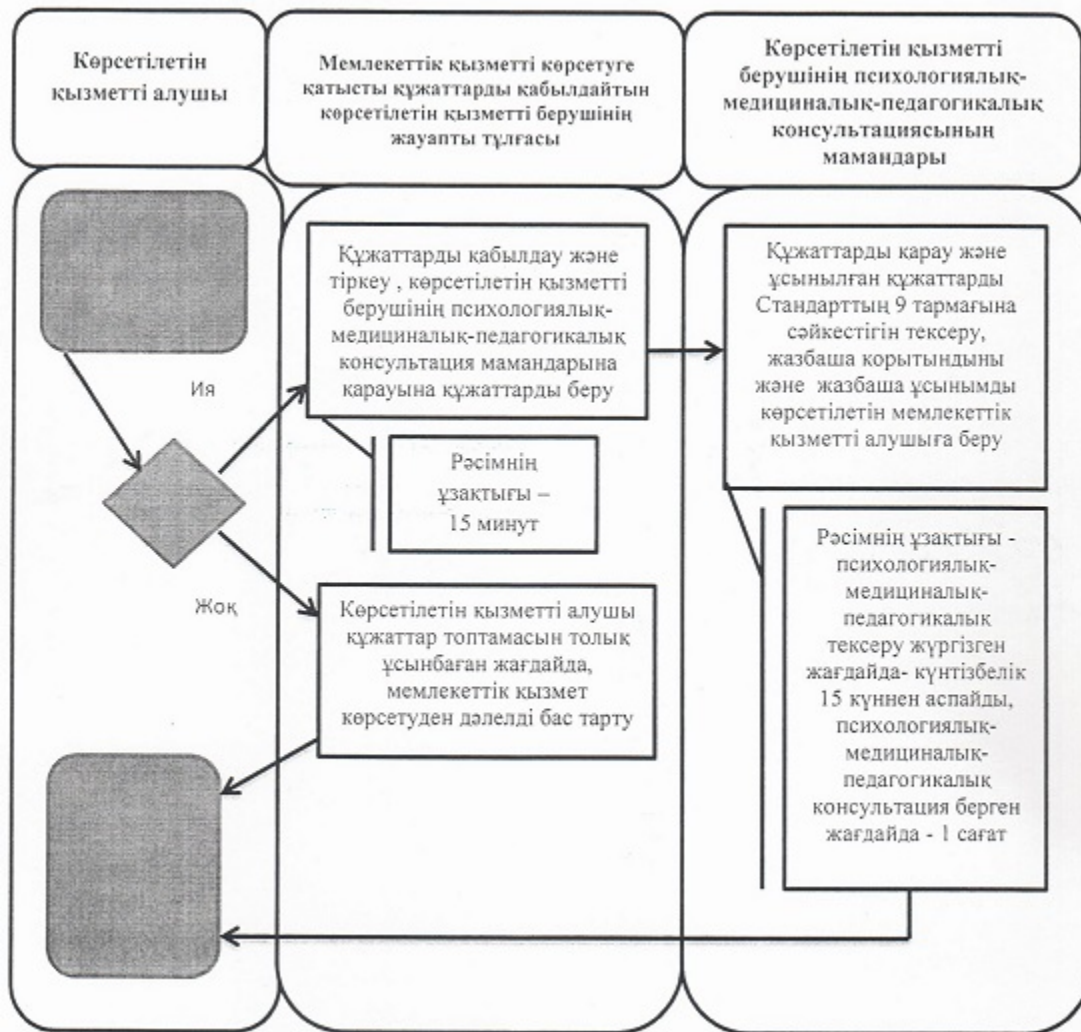 Көрсетілетін
қызметті алушы
Мемлекеттік қызметті көрсетуге
қатысты құжаттарды қабылдайтын
көрсетілетін қызметті берушінің
жауапты тұлғасы
Көрсетілетін қызметті
берушінің психологиялық-
медициналық-педагогикалық
консультациясының
мамандары
Құжаттарды қабылдау және
тіркеу , көрсетілетін қызметті
берушінің психологиялық-
медициналық-педагогикалық
консультация мамандарына
қарауына құжаттарды беру
Құжаттарды қарау және
ұсынылған құжаттарды
Стандарттың 9 тармағына
сәйкестігін тексеру,
жазбаша қорытындыны
және жазбаша ұсынымды
көрсетілетін мемлекеттік
қызметті алушыға беру
Ия
Рәсімнің
ұзақтығы –
15 минут
Жоқ
Көрсетілетін қызметті алушы
құжаттар топтамасын толық
ұсынбаған жағдайда,
мемлекеттік қызмет
көрсетуден дәлелді бас тарту
Рәсімнің ұзақтығы -
психологиялық-
медициналық-
педагогикалық
тексеру жүргізген
жағдайда- күнтізбелік
15 күннен аспайды,
психологиялық-
медициналық-
педагогикалық
консультация берген
жағдайда - 1 сағат